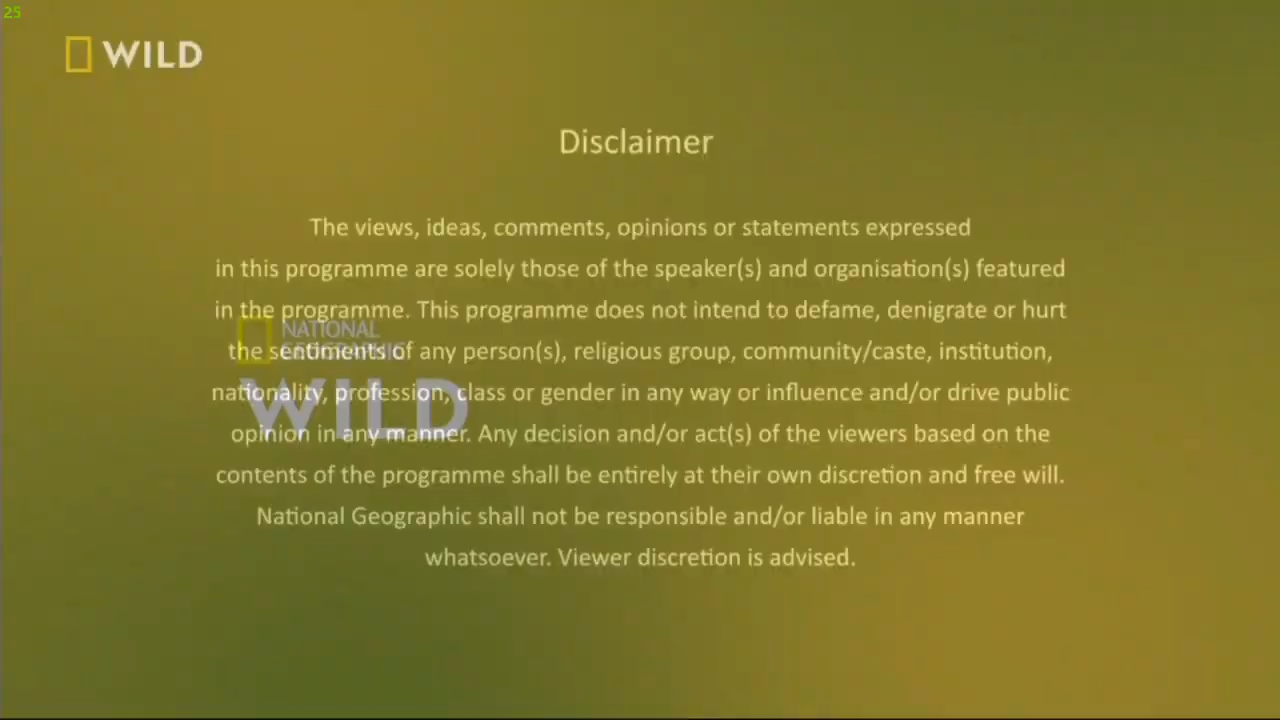 25
WILD
Disclaimer
The views, ideas, comments, opinions or statements expressed
in this programme are solely those of the speaker(s) and organisation(s) featured
in the programme. This programme does not intend to defame, denigrate or hurt
the sentiments of any person(s), religious group, community/caste, institution,
nationality, profession, class or gender in any way or influence and/or drive public
opinion in any manner. Any decision and/or act(s) of the viewers based on the
contents of the programme shall be entirely at their own discretion and free will.
National Geographic shall not be responsible and/or liable in any manner
whatsoever. Viewer discretion is advised.
NATIONAL
GEOGRAPHIC
WILD